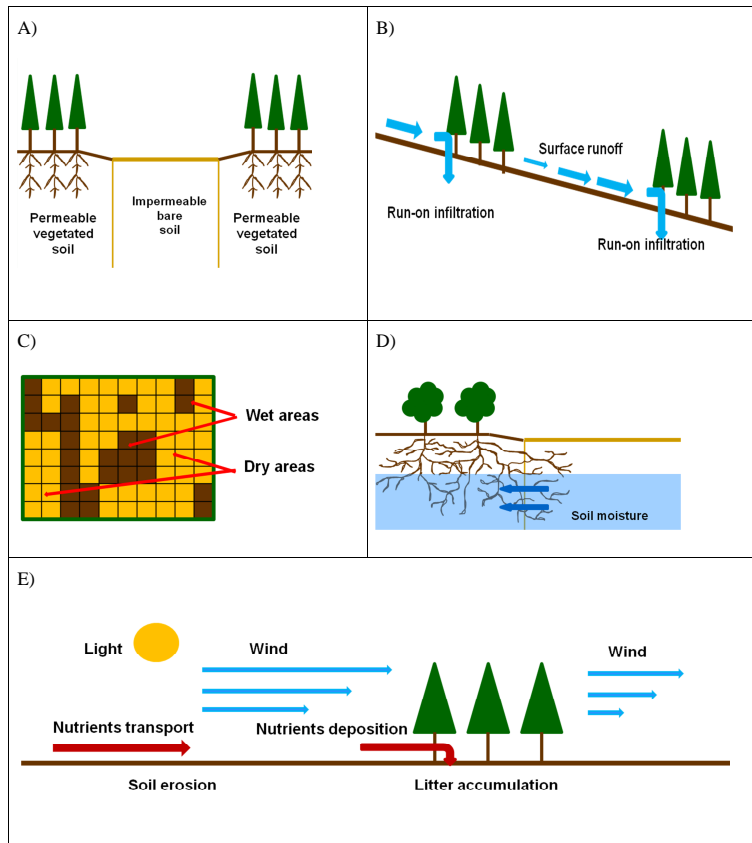 A)
Permeable
vegetated
soil
Impermeable
bare
soil
Permeable
vegetated
soil
B)
Surface runoff
Run-on infiltration
Run-on infiltration
C)
Wet areas
Dry areas
D)
Soil moisture
E)
Light
Wind
Wind
Nutrients transport
Nutrients deposition
Soil erosion
Litter accumulation